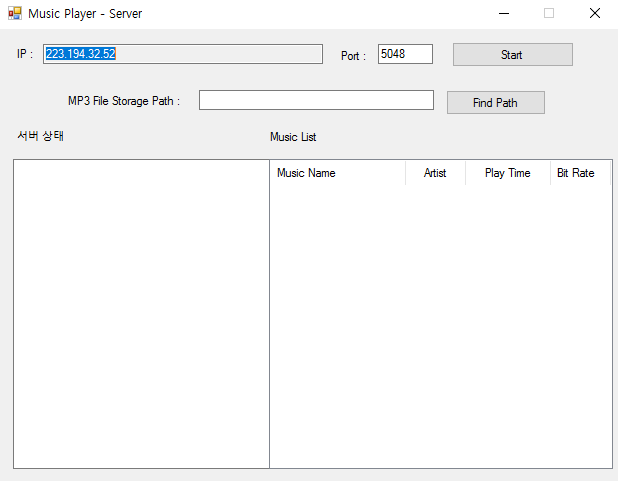 Music Player - Server
IP : 223.194.32.52 Port : 5048 Start
MP3 File Storage Path : Find Path
서버 상태 Music List
Music Name Artist Play Time Bit Rate